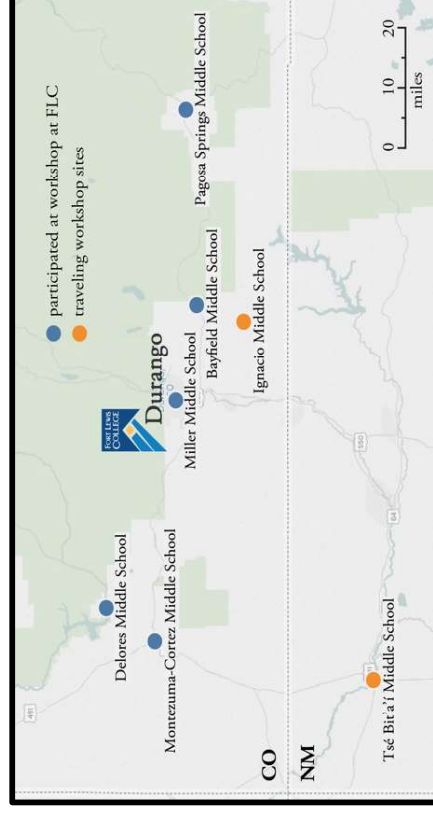 participated at workshop at FLC
traveling workshop sites
FORT LEWIS
COLLEGE
Durango
Delores Middle School
Montezuma-Cortez Middle School
Miller Middle School
Bayfield Middle School
Pagosa Springs Middle School
Ignacio Middle School
Tsé Bit'a'í Middle School
CO
NM
491
550
64
0 10 20
miles